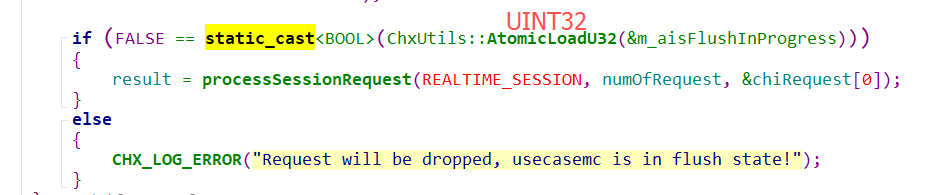 UINT32
if (FALSE == static_cast<BOOL>(ChxUtils::AtomicLoadU32(&m_aisFlushInProgress)))
{
result = processSessionRequest(REALTIME_SESSION, numOfRequest, &chiRequest[0]);
}
else
{
CHX_LOG_ERROR("Request will be dropped, usecasemc is in flush state!");
}